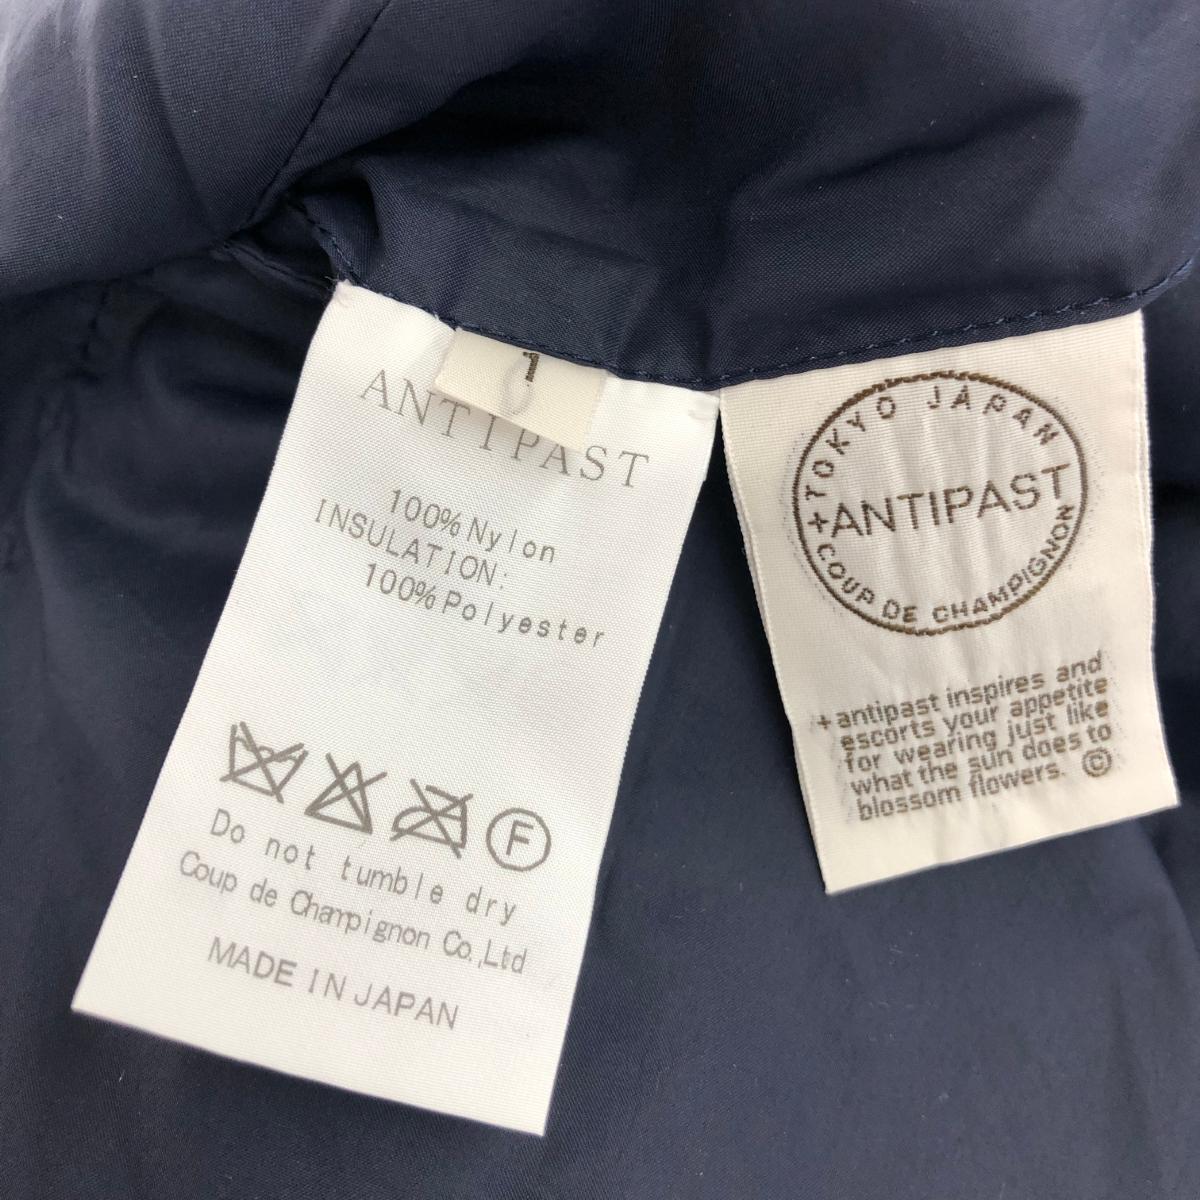 1
ANTIPAST
100% Nylon
INSULATION:
100% Polyester
F
Do not tumble dry
Coup de Champignon Co.,Ltd
MADE IN JAPAN
TOKYO JAPAN
+ANTIPAST
COUP DE CHAMPIGNON
+antipast inspires and
escorts your appetite
for wearing just like
what the sun does to
blossom flowers. ©